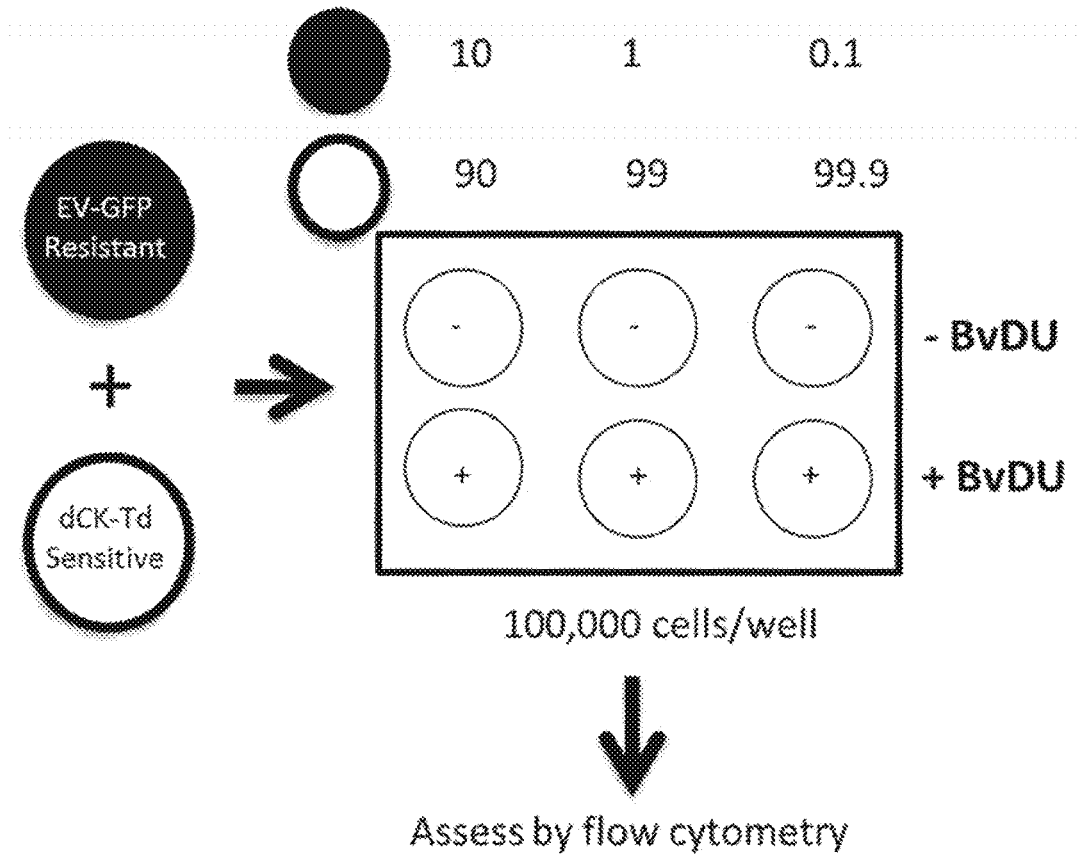 10 1 0.1
90 99 99.9
EV-GFP
Resistant
+
dCK-Td
Sensitive
- - - - BvDU
+ + + + BvDU
100,000 cells/well
Assess by flow cytometry